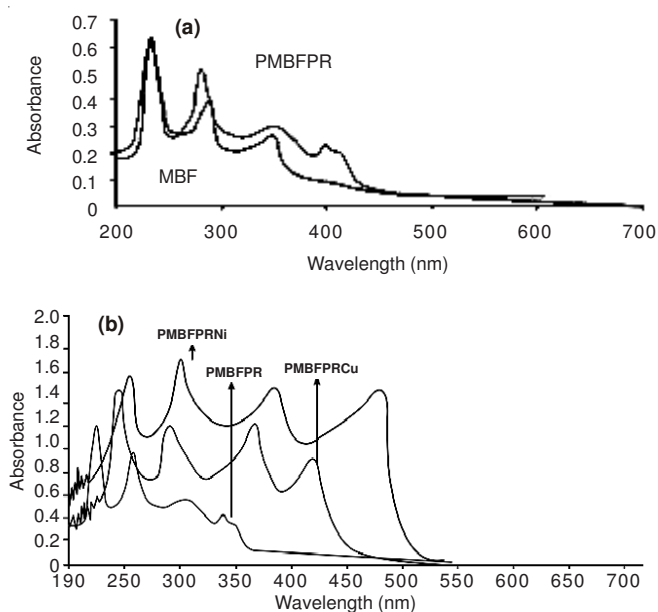 (a)
0.7
0.6
0.5
0.4
0.3
0.2
0.1
0
Absorbance
PMBFPR
MBF
200 300 400 500 600 700
Wavelength (nm)
(b)
2.0
1.8
1.6
1.4
1.2
1.0
0.8
0.6
0.4
0.2
0
Absorbance
PMBFPRNi
PMBFPR
PMBFPRCu
190 250 300 350 400 450 550 600 650 700
Wavelength (nm)